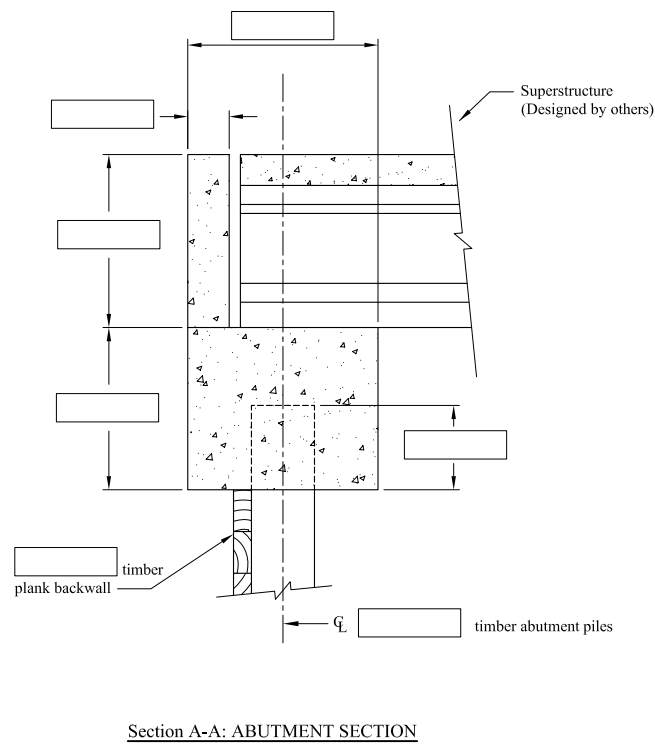 Superstructure
(Designed by others)
timber
plank backwall
℄
timber abutment piles
Section A-A: ABUTMENT SECTION